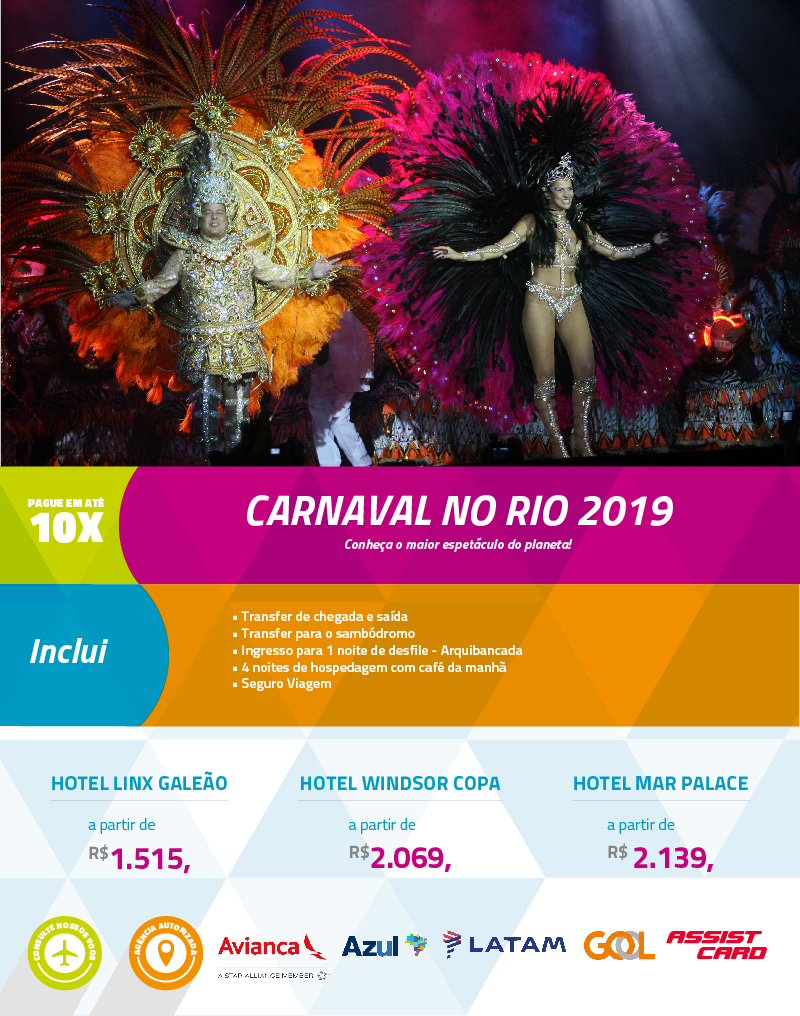 PAGUE EM ATÉ
10X
CARNAVAL NO RIO 2019
Conheça o maior espetáculo do planeta!
Inclui
• Transfer de chegada e saída
• Transfer para o sambódromo
• Ingresso para 1 noite de desfile - Arquibancada
• 4 noites de hospedagem com café da manhã
• Seguro Viagem
HOTEL LINX GALEÃO
a partir de
R$1.515,
HOTEL WINDSOR COPA
a partir de
R$2.069,
HOTEL MAR PALACE
a partir de
R$ 2.139,
CONSULTE NOSSOS VOOS
AGÊNCIA AUTORIZADA
Avianca
A STAR ALLIANCE MEMBER
Azul
LATAM
GOL
ASSIST
CARD